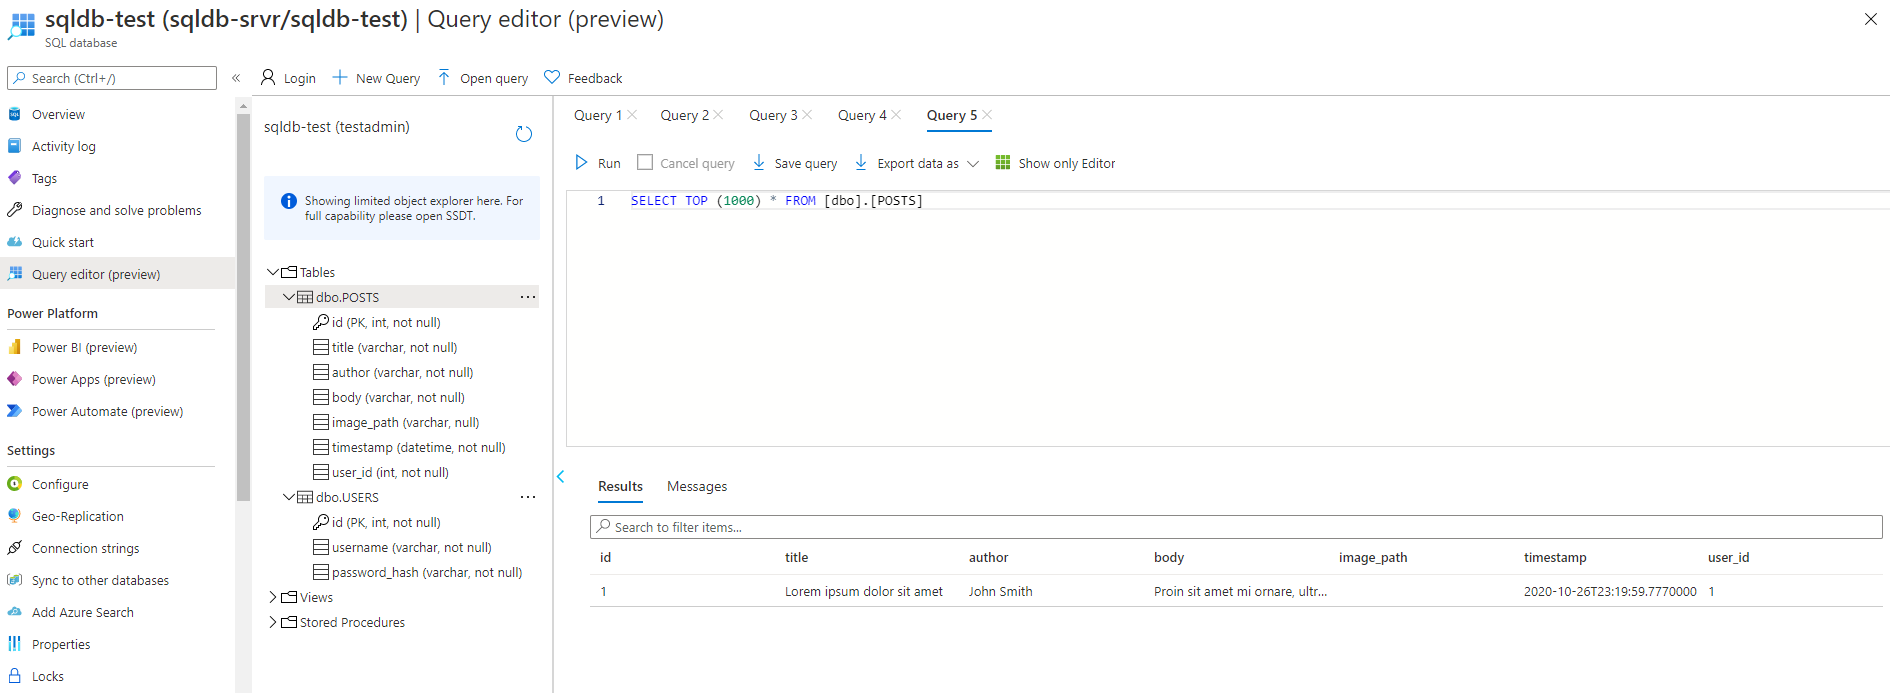 sqldb-test (sqldb-srvr/sqldb-test) | Query editor (preview)
SQL database
Search (Ctrl+/)
«
Overview
Activity log
Tags
Diagnose and solve problems
Quick start
Query editor (preview)
Power Platform
Power BI (preview)
Power Apps (preview)
Power Automate (preview)
Settings
Configure
Geo-Replication
Connection strings
Sync to other databases
Add Azure Search
Properties
Locks
Login New Query Open query Feedback
sqldb-test (testadmin)
Showing limited object explorer here. For
full capability please open SSDT.
Tables
dbo.POSTS ...
id (PK, int, not null)
title (varchar, not null)
author (varchar, not null)
body (varchar, not null)
image_path (varchar, null)
timestamp (datetime, not null)
user_id (int, not null)
dbo.USERS ...
id (PK, int, not null)
username (varchar, not null)
password_hash (varchar, not null)
Views
Stored Procedures
Query 1 Query 2 Query 3 Query 4 Query 5
Run Cancel query Save query Export data as Show only Editor
1 SELECT TOP (1000) * FROM [dbo].[POSTS]
Results Messages
Search to filter items...
id title author body image_path timestamp user_id
1 Lorem ipsum dolor sit amet John Smith Proin sit amet mi ornare, ultr... 2020-10-26T23:19:59.7770000 1